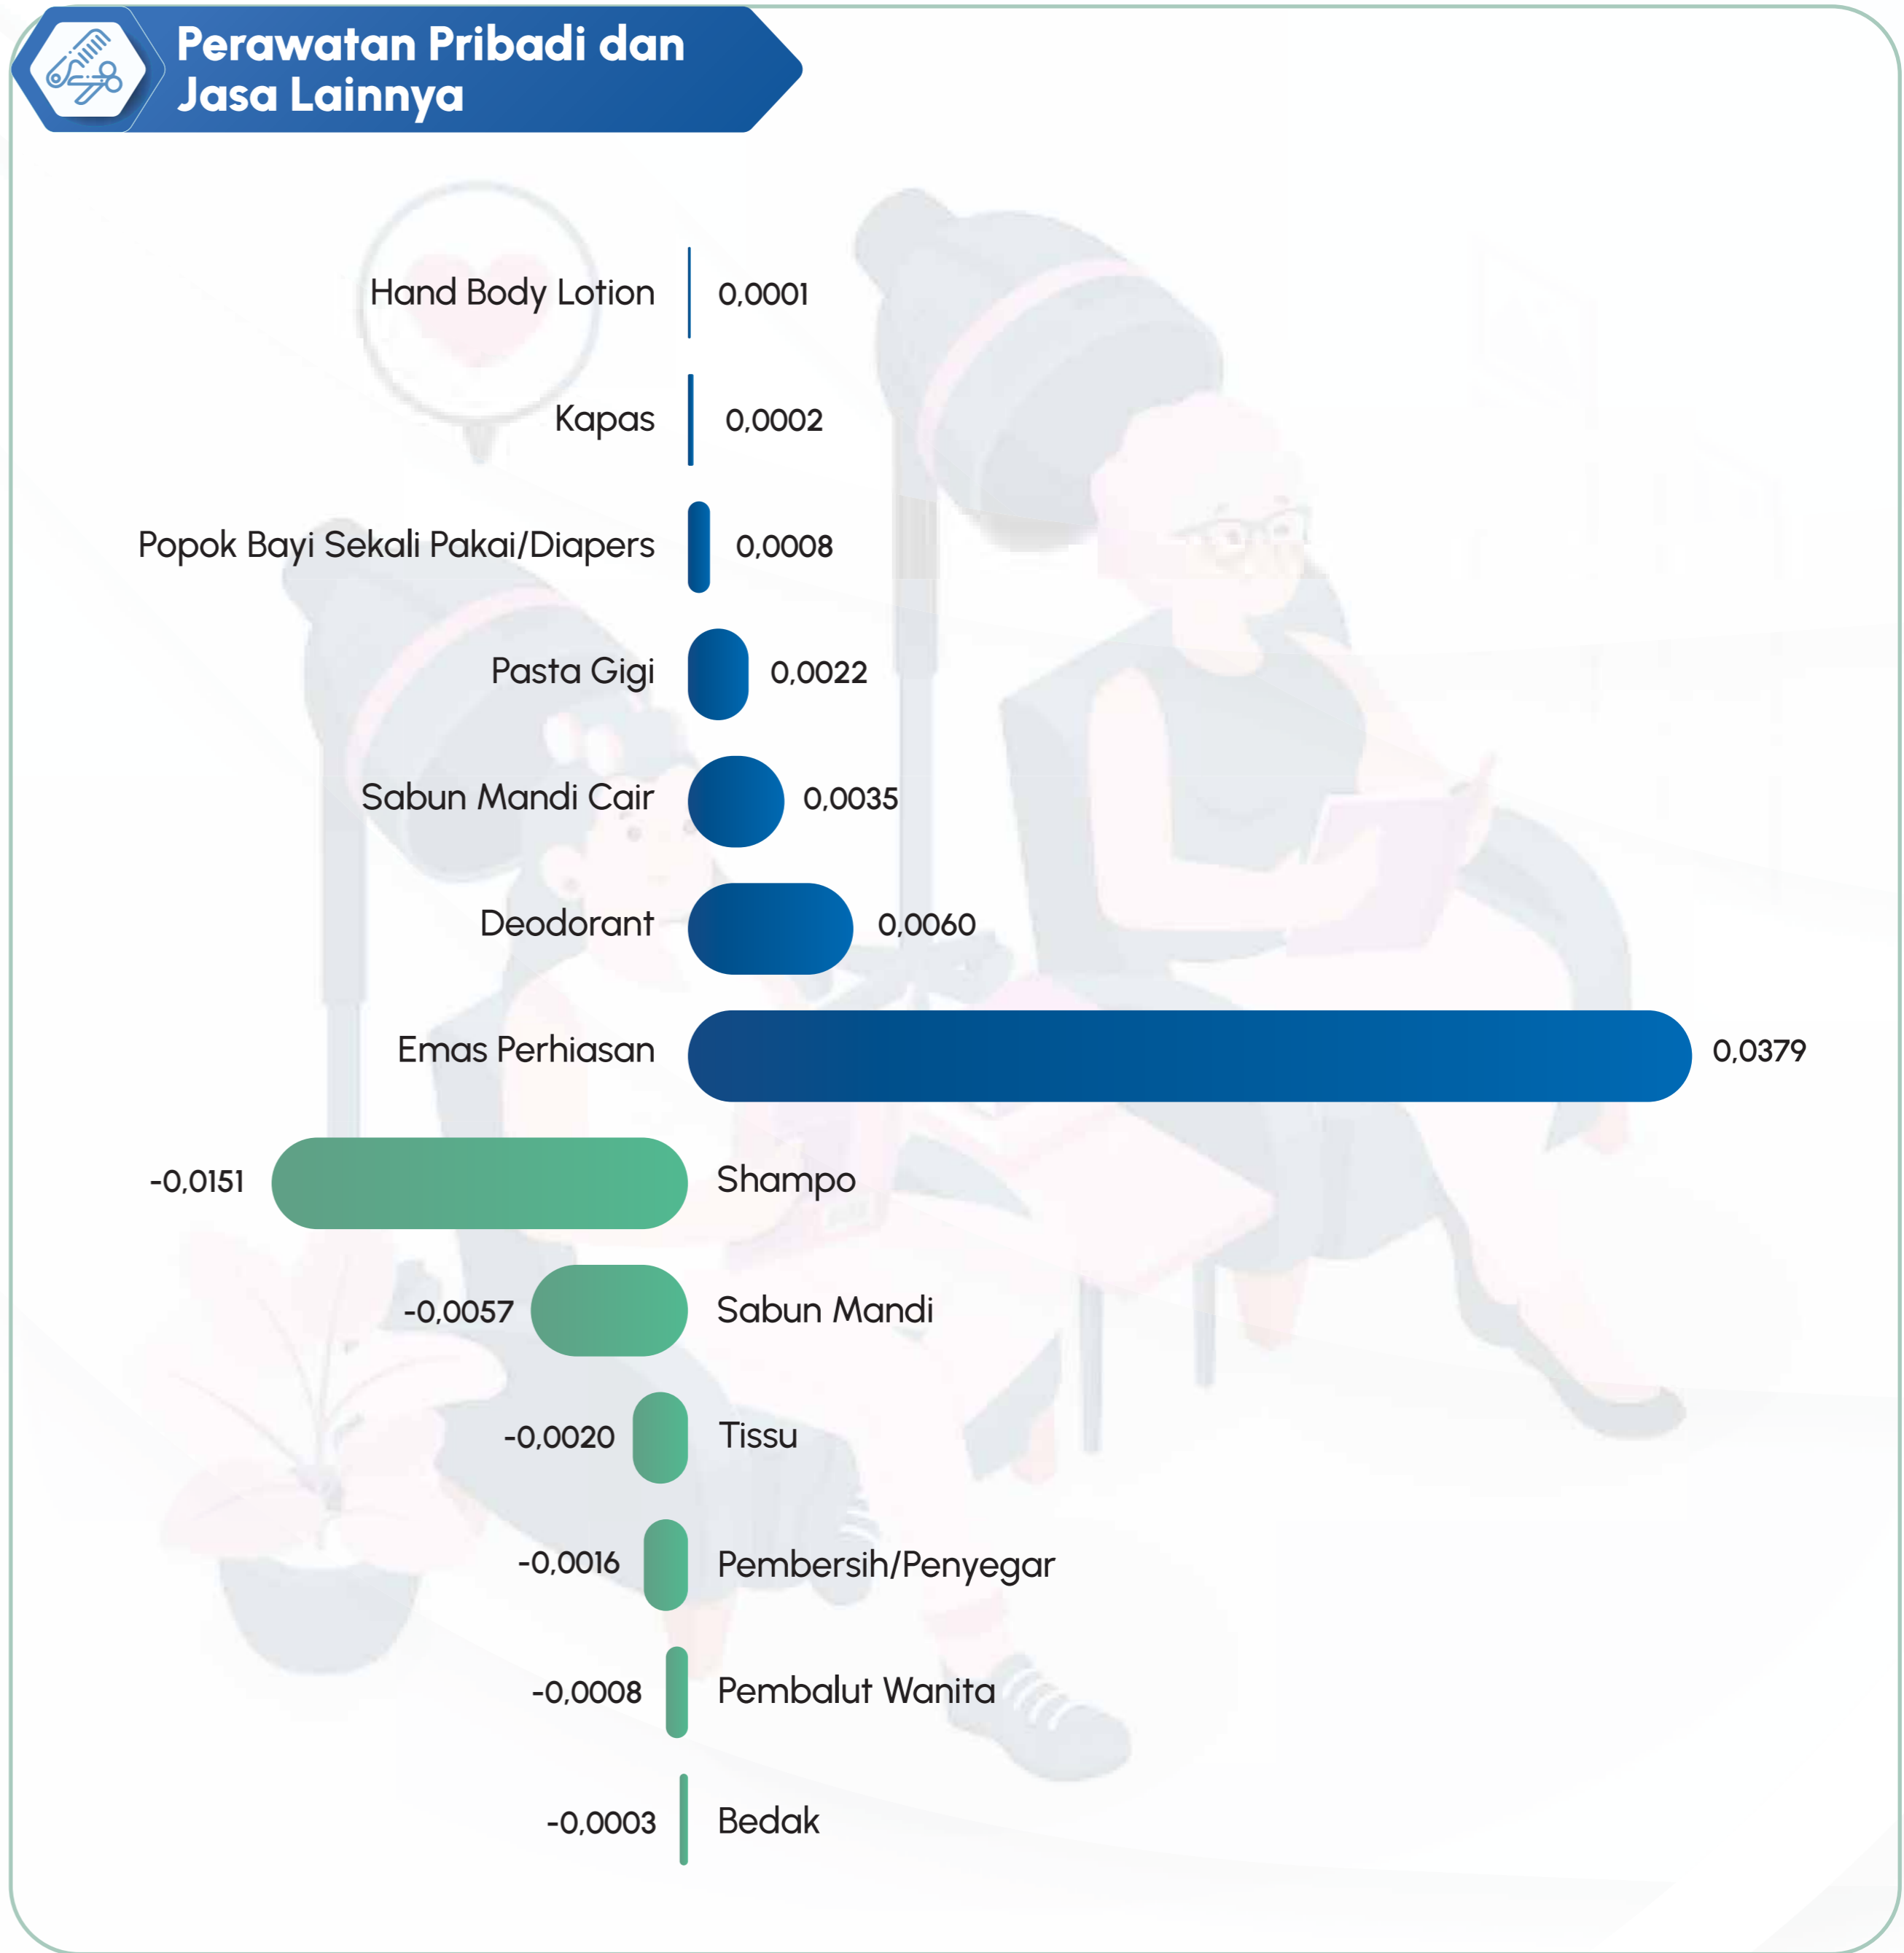 Perawatan Pribadi dan
Jasa Lainnya
Hand Body Lotion 0,0001
Kapas 0,0002
Popok Bayi Sekali Pakai/Diapers 0,0008
Pasta Gigi 0,0022
Sabun Mandi Cair 0,0035
Deodorant 0,0060
Emas Perhiasan 0,0379
-0,0151 Shampo
-0,0057 Sabun Mandi
-0,0020 Tissu
-0,0016 Pembersih/Penyegar
-0,0008 Pembalut Wanita
-0,0003 Bedak